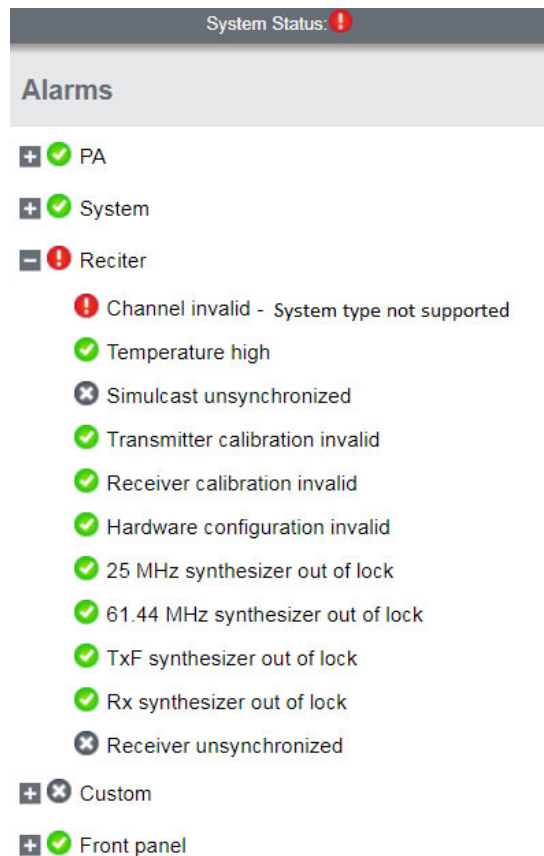 System Status:
Alarms
PA
System
Reciter
Channel invalid - System type not supported
Temperature high
Simulcast unsynchronized
Transmitter calibration invalid
Receiver calibration invalid
Hardware configuration invalid
25 MHz synthesizer out of lock
61.44 MHz synthesizer out of lock
TxF synthesizer out of lock
Rx synthesizer out of lock
Receiver unsynchronized
Custom
Front panel